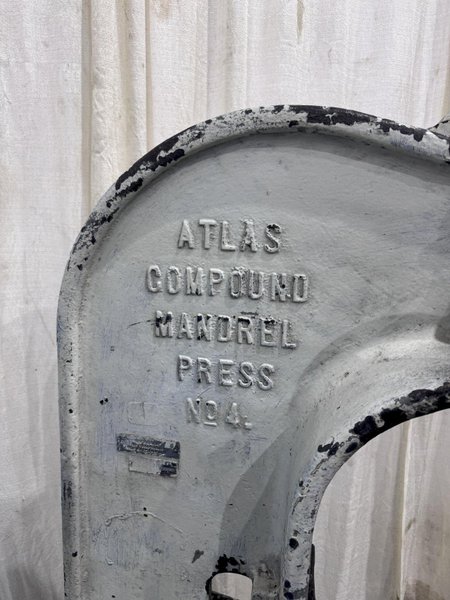 ATLAS
COMPOUND
MANDREL
PRESS
No 4.